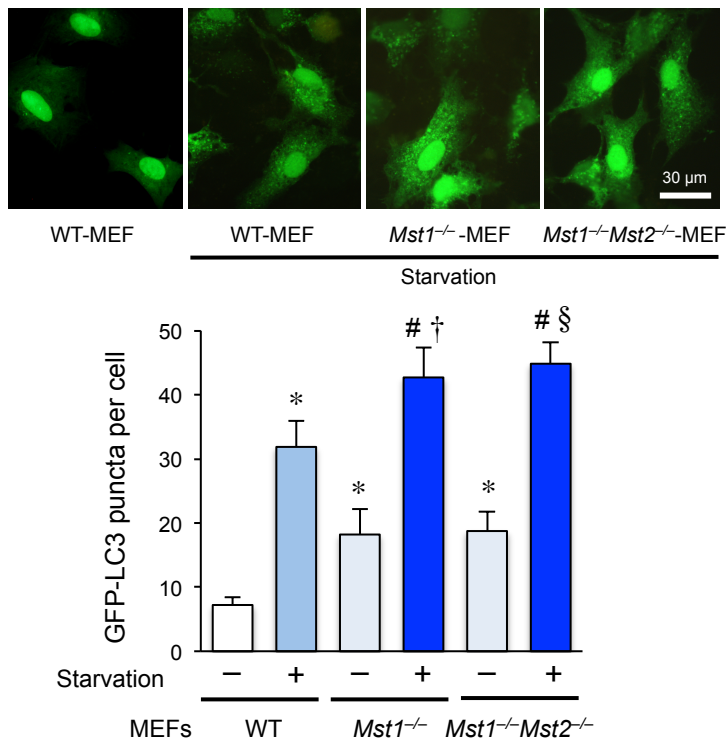 30 µm
WT-MEF WT-MEF Mst1–/– -MEF Mst1–/–Mst2–/–-MEF
Starvation
GFP-LC3 puncta per cell
50
40
30
20
10
0
* * * # † # §
Starvation – + – + – +
MEFs WT Mst1–/– Mst1–/–Mst2–/–